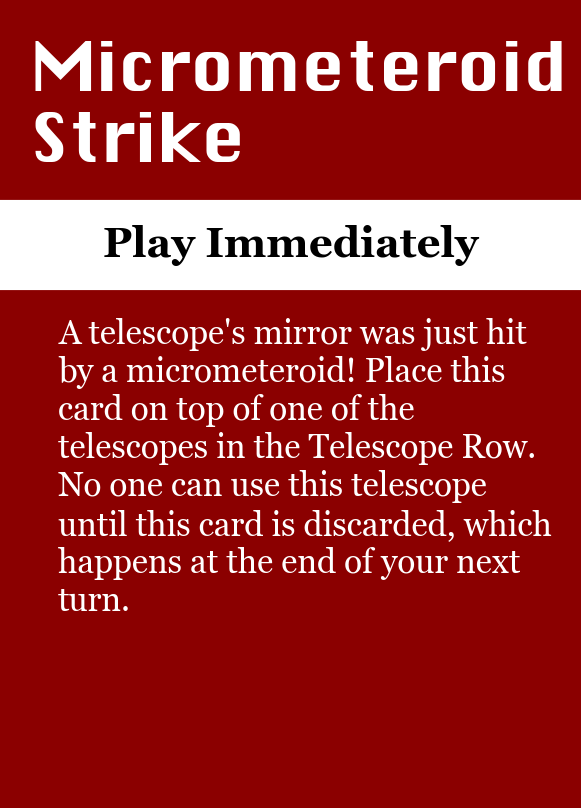 Micrometeroid
Strike
Play Immediately
A telescope's mirror was just hit
by a micrometeroid! Place this
card on top of one of the
telescopes in the Telescope Row.
No one can use this telescope
until this card is discarded, which
happens at the end of your next
turn.